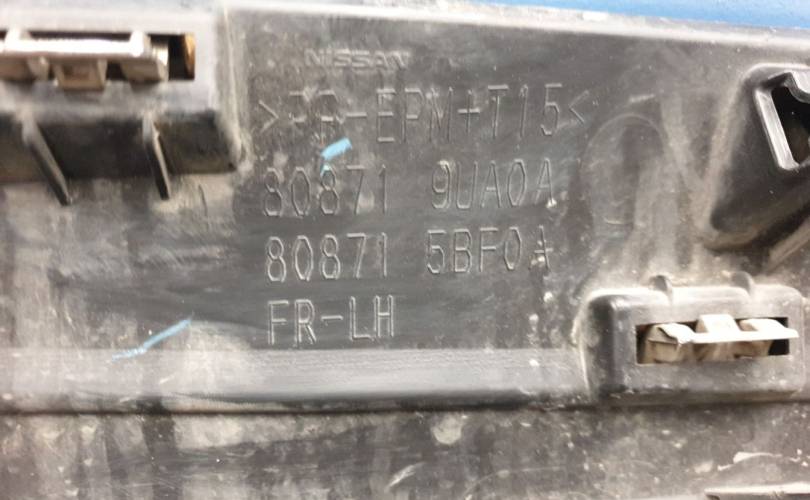 NISSAN
>PP-EPM+T15<
80871 9UA0A
80871 5BF0A
FR-LH